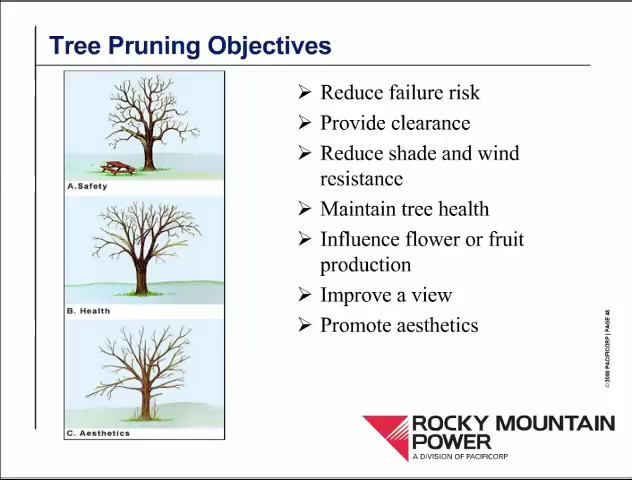 Tree Pruning Objectives
A.Safety
B. Health
C. Aesthetics
➢ Reduce failure risk
➢ Provide clearance
➢ Reduce shade and wind
resistance
➢ Maintain tree health
➢ Influence flower or fruit
production
➢ Improve a view
➢ Promote aesthetics
ROCKY MOUNTAIN
POWER
A DIVISION OF PACIFICORP